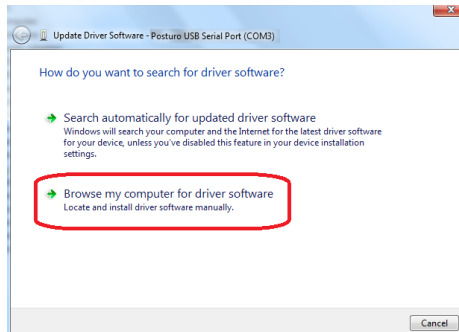 Update Driver Software - Posturo USB Serial Port (COM3)
How do you want to search for driver software?
Search automatically for updated driver software
Windows will search your computer and the Internet for the latest driver software
for your device, unless you've disabled this feature in your device installation
settings.
Browse my computer for driver software
Locate and install driver software manually.
Cancel